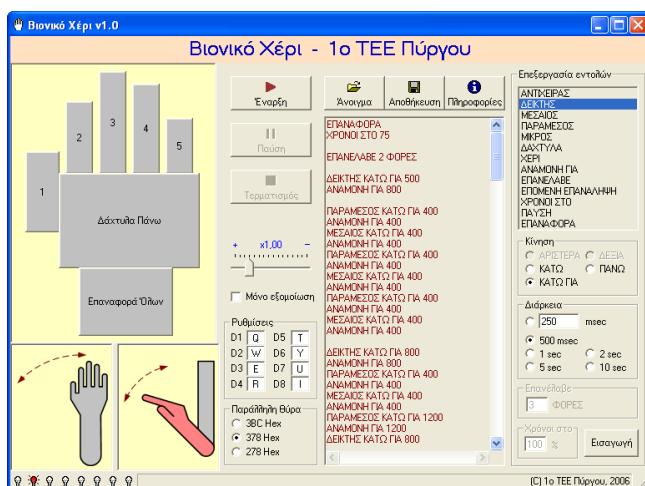 Βιονικό Χέρι v1.0
Βιονικό Χέρι - 1ο ΤΕΕ Πύργου
1
2
3
4
5
Δάχτυλα Πάνω
Επαναφορά Όλων
Έναρξη
Παύση
Τερματισμός
+ x1,00 −
Μόνο εξομοίωση
Ρυθμίσεις
D1 Q D5 T
D2 W D6 Y
D3 E D7 U
D4 R D8 I
Παράλληλη Θύρα
3BC Hex
378 Hex
278 Hex
Άνοιγμα
Αποθήκευση
Πληροφορίες
ΕΠΑΝΑΦΟΡΑ
ΧΡΟΝΟΙ ΣΤΟ 75
ΕΠΑΝΕΛΑΒΕ 2 ΦΟΡΕΣ
ΔΕΙΚΤΗΣ ΚΑΤΩ ΓΙΑ 500
ΑΝΑΜΟΝΗ ΓΙΑ 800
ΠΑΡΑΜΕΣΟΣ ΚΑΤΩ ΓΙΑ 400
ΑΝΑΜΟΝΗ ΓΙΑ 400
ΜΕΣΑΙΟΣ ΚΑΤΩ ΓΙΑ 400
ΑΝΑΜΟΝΗ ΓΙΑ 400
ΠΑΡΑΜΕΣΟΣ ΚΑΤΩ ΓΙΑ 400
ΑΝΑΜΟΝΗ ΓΙΑ 400
ΜΕΣΑΙΟΣ ΚΑΤΩ ΓΙΑ 400
ΑΝΑΜΟΝΗ ΓΙΑ 400
ΠΑΡΑΜΕΣΟΣ ΚΑΤΩ ΓΙΑ 400
ΑΝΑΜΟΝΗ ΓΙΑ 400
ΜΕΣΑΙΟΣ ΚΑΤΩ ΓΙΑ 400
ΑΝΑΜΟΝΗ ΓΙΑ 400
ΔΕΙΚΤΗΣ ΚΑΤΩ ΓΙΑ 800
ΑΝΑΜΟΝΗ ΓΙΑ 800
ΠΑΡΑΜΕΣΟΣ ΚΑΤΩ ΓΙΑ 400
ΑΝΑΜΟΝΗ ΓΙΑ 400
ΜΕΣΑΙΟΣ ΚΑΤΩ ΓΙΑ 400
ΑΝΑΜΟΝΗ ΓΙΑ 400
ΠΑΡΑΜΕΣΟΣ ΚΑΤΩ ΓΙΑ 1200
ΑΝΑΜΟΝΗ ΓΙΑ 1200
ΔΕΙΚΤΗΣ ΚΑΤΩ ΓΙΑ 800
Επεξεργασία εντολών
ΑΝΤΙΧΕΙΡΑΣ
ΔΕΙΚΤΗΣ
ΜΕΣΑΙΟΣ
ΠΑΡΑΜΕΣΟΣ
ΜΙΚΡΟΣ
ΔΑΧΤΥΛΑ
ΧΕΡΙ
ΑΝΑΜΟΝΗ ΓΙΑ
ΕΠΑΝΕΛΑΒΕ
ΕΠΟΜΕΝΗ ΕΠΑΝΑΛΗΨΗ
ΧΡΟΝΟΙ ΣΤΟ
ΠΑΥΣΗ
ΕΠΑΝΑΦΟΡΑ
Κίνηση
ΑΡΙΣΤΕΡΑ ΔΕΞΙΑ
ΚΑΤΩ ΠΑΝΩ
ΚΑΤΩ ΓΙΑ
Διάρκεια
250 msec
500 msec
1 sec 2 sec
5 sec 10 sec
Επανέλαβε
3 ΦΟΡΕΣ
Χρόνοι στο
100 %
Εισαγωγή
(C) 1ο ΤΕΕ Πύργου, 2006